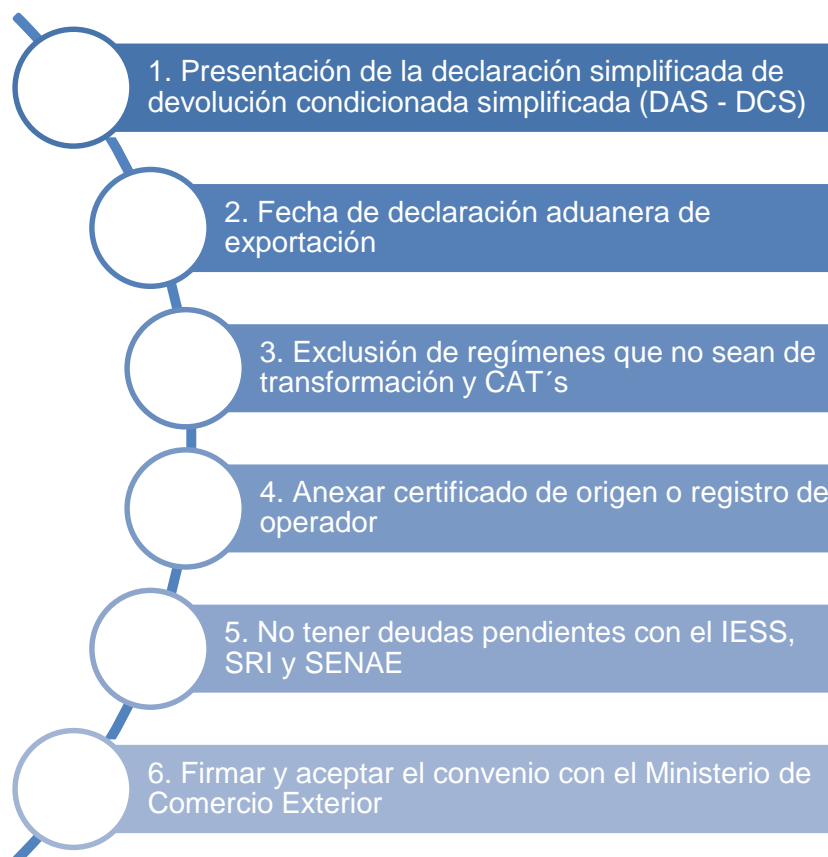 1. Presentación de la declaración simplificada de
devolución condicionada simplificada (DAS - DCS)
2. Fecha de declaración aduanera de
exportación
3. Exclusión de regímenes que no sean de
transformación y CAT´s
4. Anexar certificado de origen o registro de
operador
5. No tener deudas pendientes con el IESS,
SRI y SENAE
6. Firmar y aceptar el convenio con el Ministerio de
Comercio Exterior